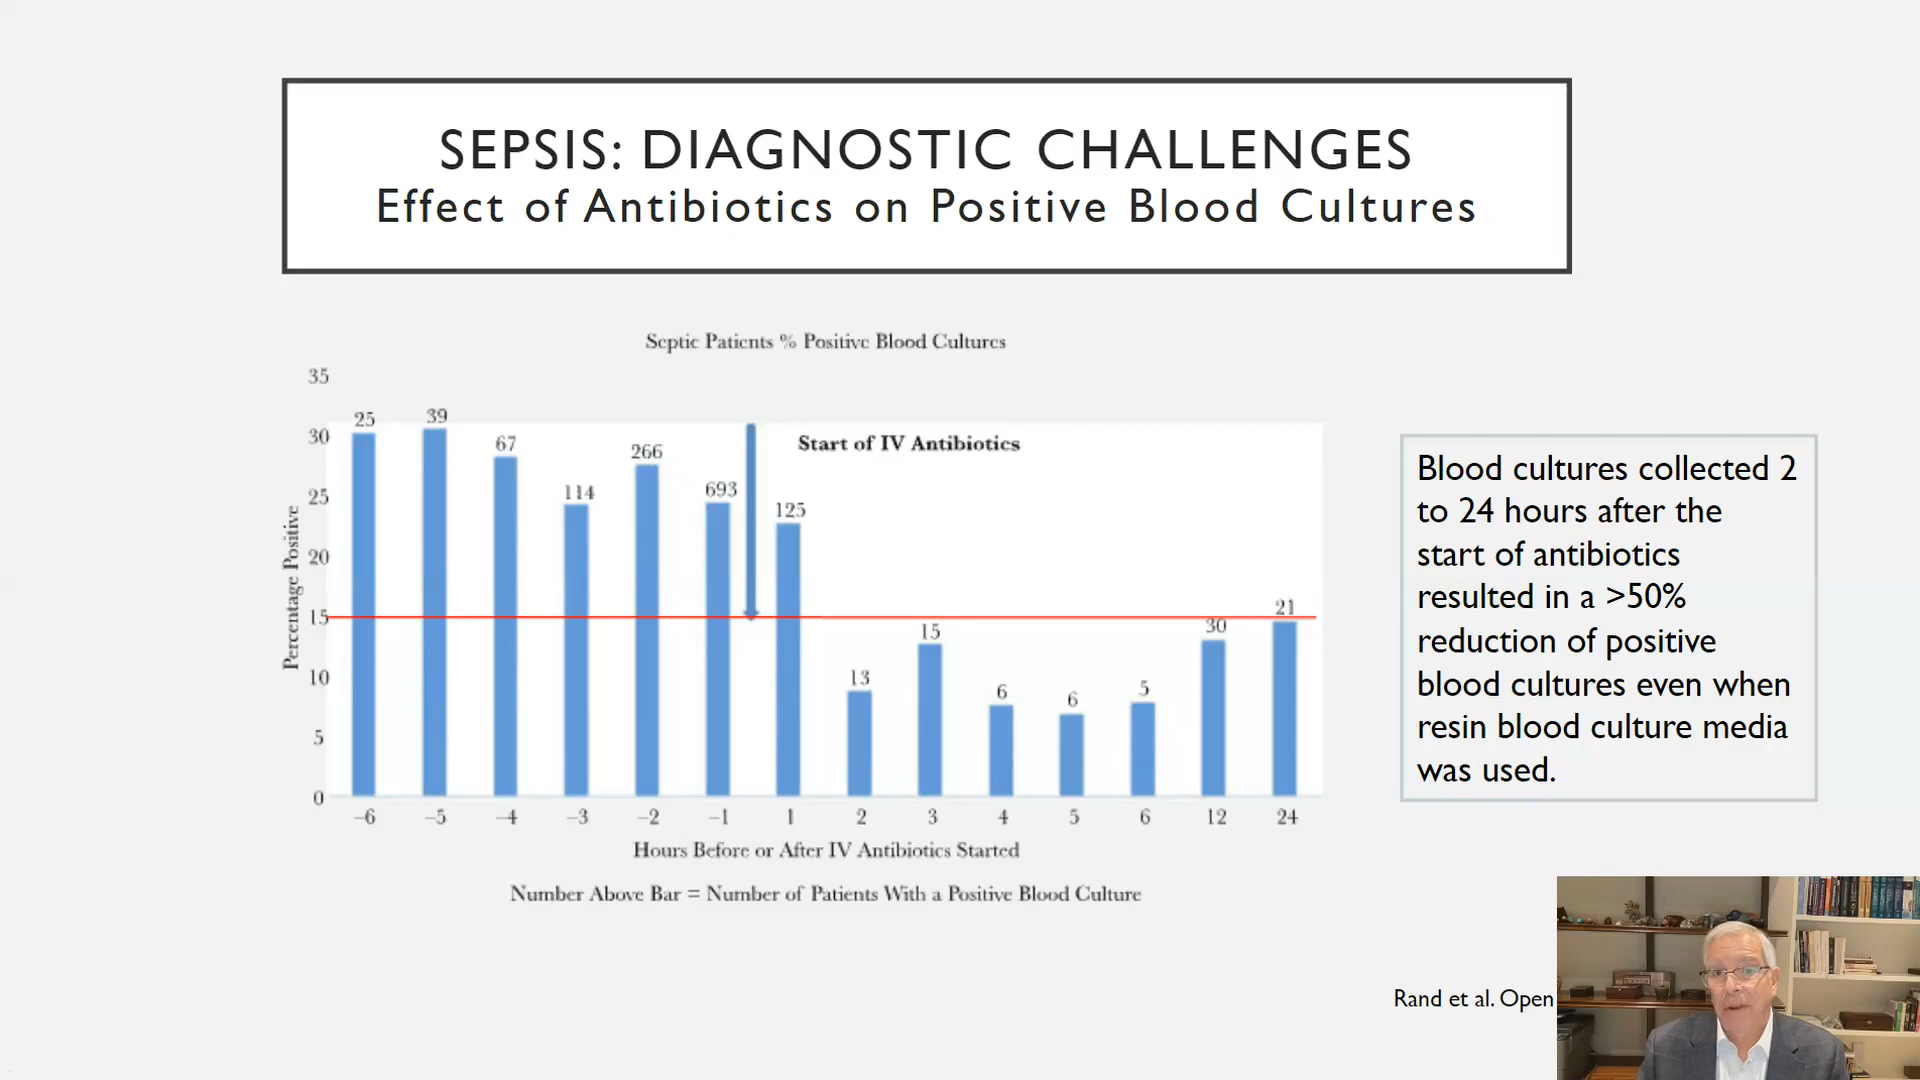 SEPSIS: DIAGNOSTIC CHALLENGES
Effect of Antibiotics on Positive Blood Cultures
Septic Patients % Positive Blood Cultures
Percentage Positive
35
30
25
20
15
10
5
0
25 39 67 114 266 693 125 13 15 6 6 5 30 21
Start of IV Antibiotics
–6 –5 –4 –3 –2 –1 1 2 3 4 5 6 12 24
Hours Before or After IV Antibiotics Started
Number Above Bar = Number of Patients With a Positive Blood Culture
Blood cultures collected 2
to 24 hours after the
start of antibiotics
resulted in a >50%
reduction of positive
blood cultures even when
resin blood culture media
was used.
Rand et al. Open